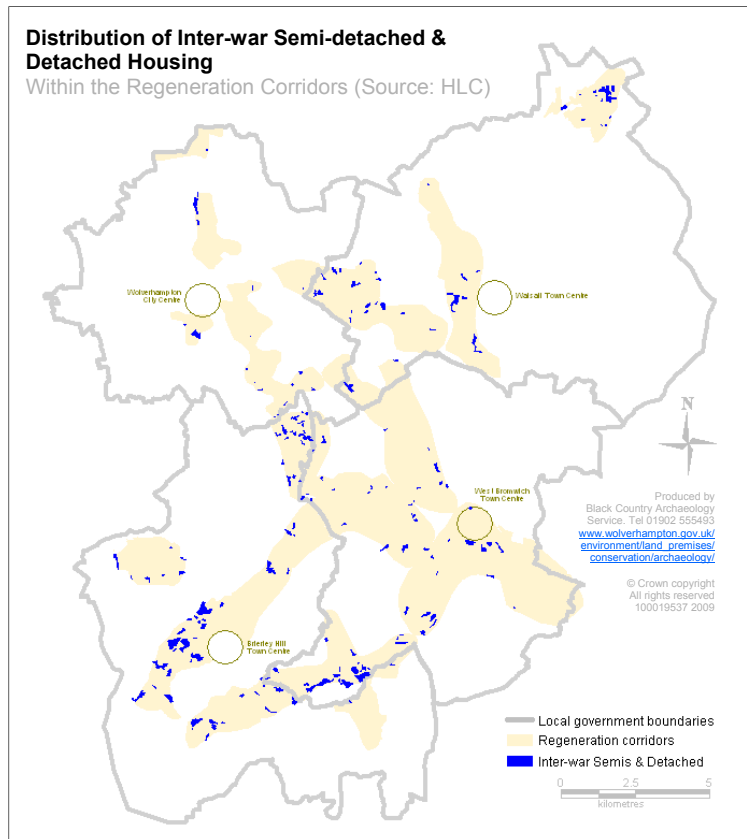 Distribution of Inter-war Semi-detached &
Detached Housing
Within the Regeneration Corridors (Source: HLC)
Wolverhampton
City Centre
Walsall Town Centre
N
West Bromwich
Town Centre
Produced by
Black Country Archaeology
Service. Tel 01902 555493
www.wolverhampton.gov.uk/
environment/land_premises/
conservation/archaeology/
© Crown copyright
All rights reserved
100019537 2009
Brierley Hill
Town Centre
Local government boundaries
Regeneration corridors
Inter-war Semis & Detached
0 2.5 5
kilometres